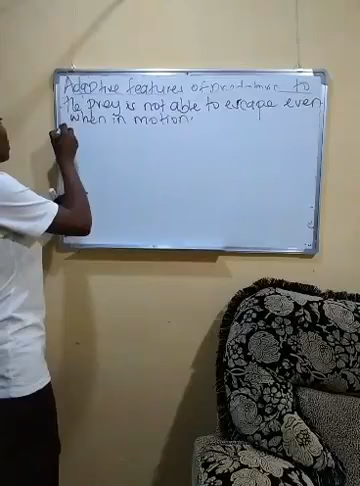 Adaptive features of to
The prey is not able to escape even
when in motion.